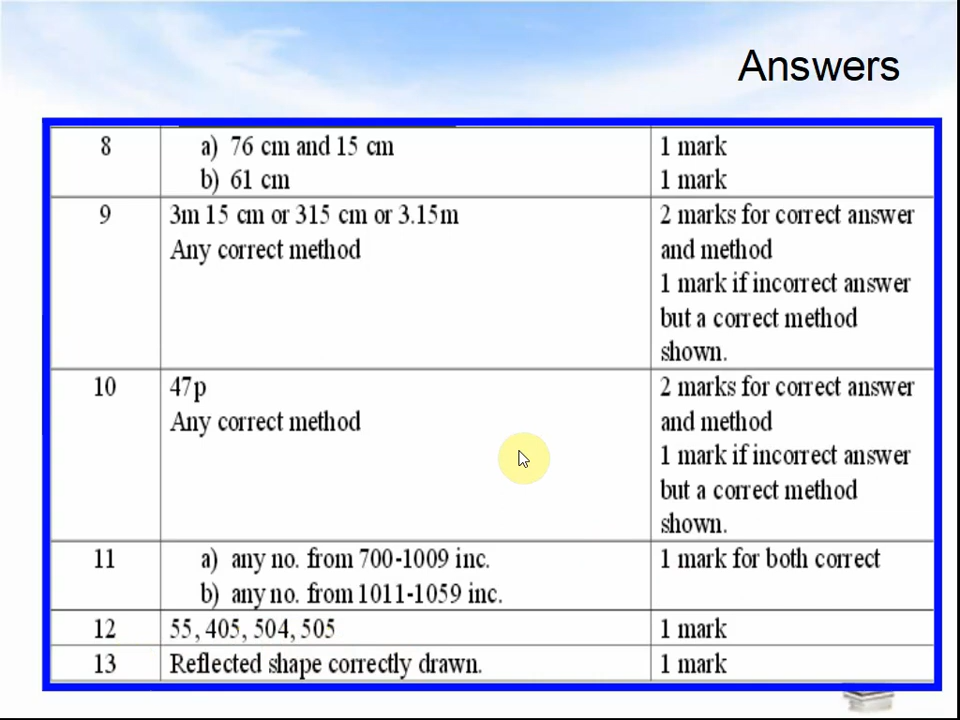 Answers
8 a) 76 cm and 15 cm 1 mark
b) 61 cm 1 mark
9 3m 15 cm or 315 cm or 3.15m 2 marks for correct answer
Any correct method and method
1 mark if incorrect answer
but a correct method
shown.
10 47p 2 marks for correct answer
Any correct method and method
1 mark if incorrect answer
but a correct method
shown.
11 a) any no. from 700-1009 inc. 1 mark for both correct
b) any no. from 1011-1059 inc.
12 55, 405, 504, 505 1 mark
13 Reflected shape correctly drawn. 1 mark